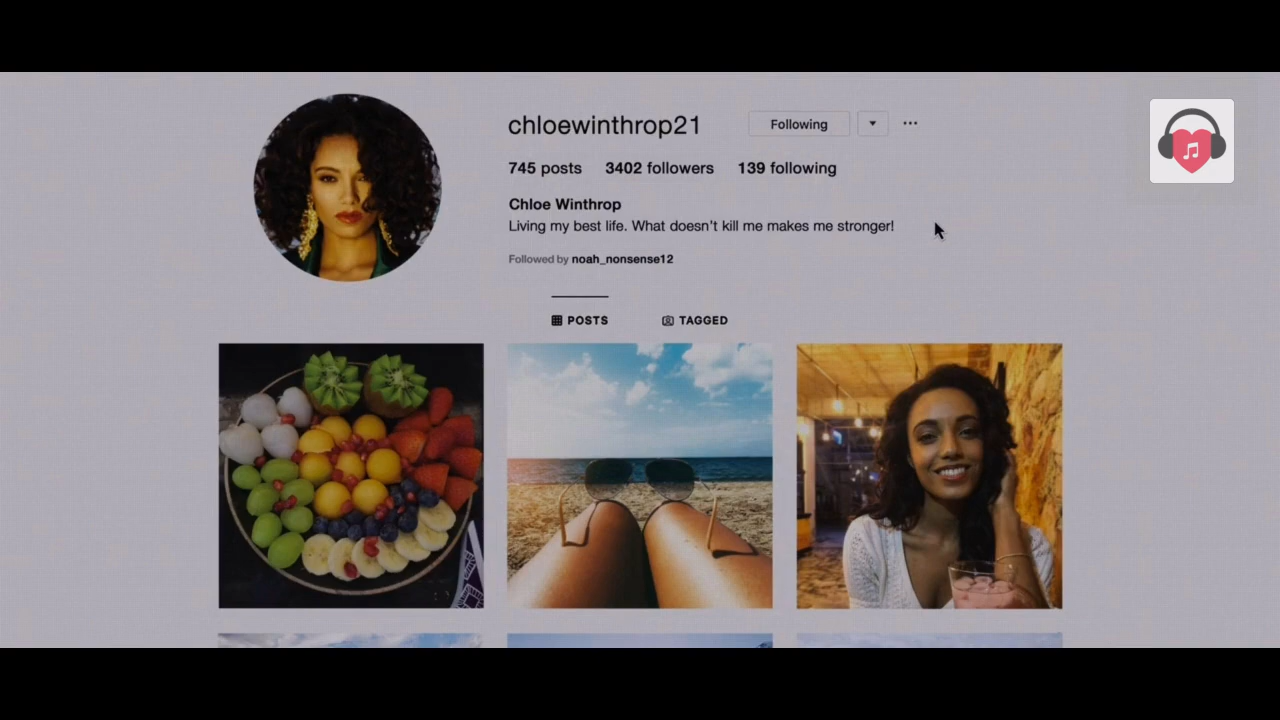 chloewinthrop21 Following
745 posts 3402 followers 139 following
Chloe Winthrop
Living my best life. What doesn't kill me makes me stronger!
Followed by noah_nonsense12
POSTS TAGGED